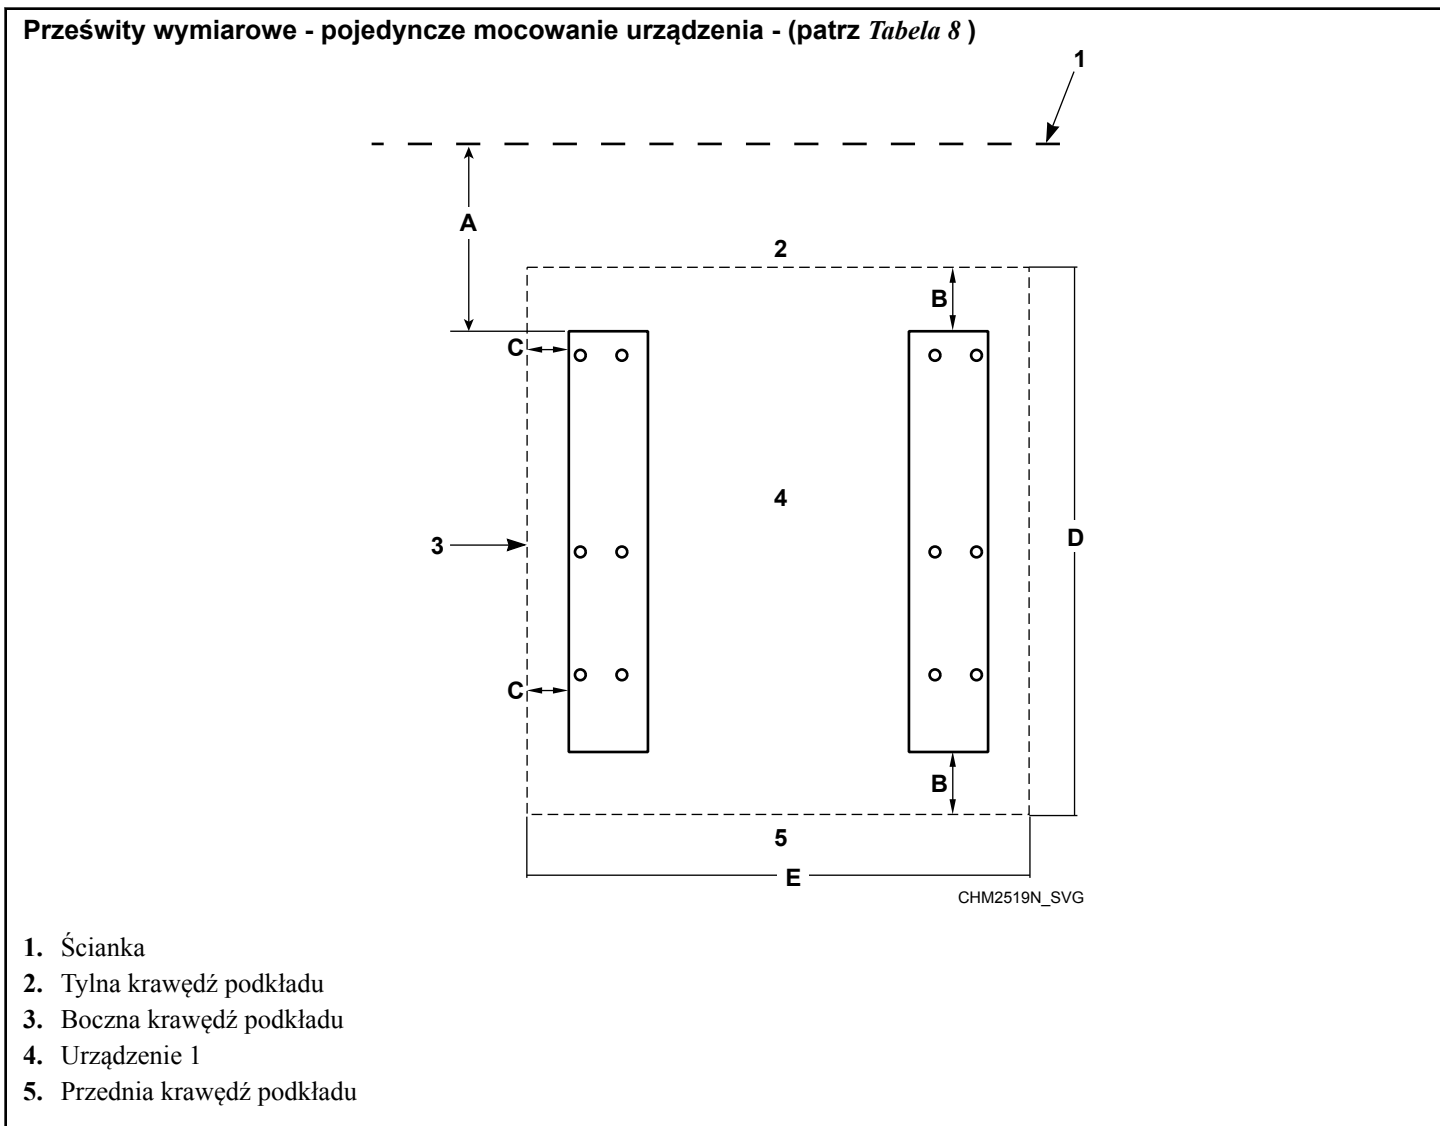 Prześwity wymiarowe - pojedyncze mocowanie urządzenia - (patrz Tabela 8 )
1
A
2
B
C
4
3
D
C
B
5
E
CHM2519N_SVG
1. Ścianka
2. Tylna krawędź podkładu
3. Boczna krawędź podkładu
4. Urządzenie 1
5. Przednia krawędź podkładu